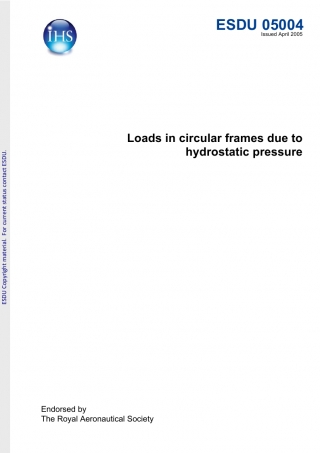 IHS
ESDU 05004
Issued April 2005
Loads in circular frames due to
hydrostatic pressure
ESDU Copyright material. For current status contact ESDU.
Endorsed by
The Royal Aeronautical Society